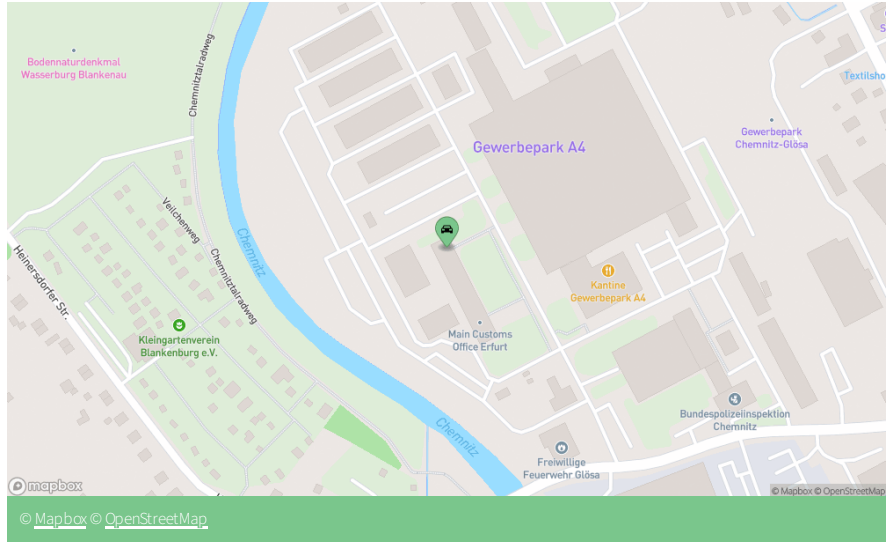 Bodennaturdenkmal
Wasserburg Blankenau
Chemnitztalradweg
Gewerbepark A4
Textilsho
Gewerbepark
Chemnitz-Glösa
Veilchenweg
Chemnitz
Chemnitztalradweg
Heinersdorfer Str.
Kantine
Gewerbepark A4
Kleingartenverein
Blankenburg e.V.
Main Customs
Office Erfurt
Bundespolizeiinspektion
Chemnitz
Chemnitz
Freiwillige
Feuerwehr Glösa
mapbox
© Mapbox © OpenStreetMap
© Mapbox © OpenStreetMap